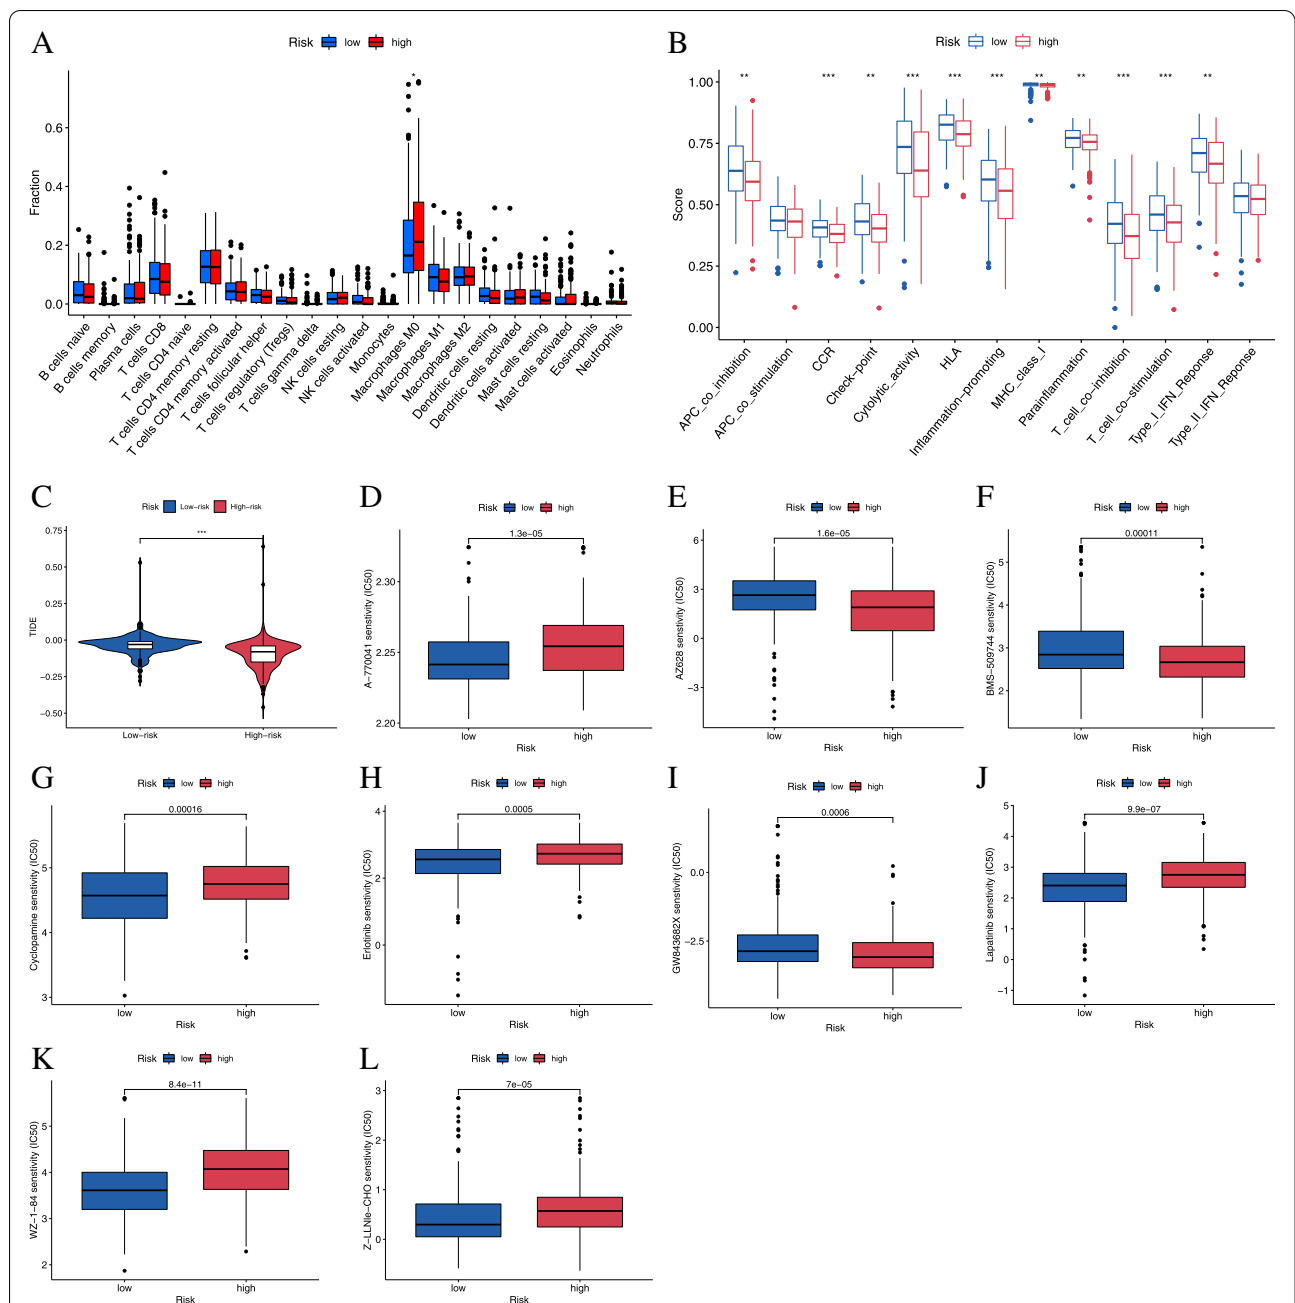 A
Risk low high
*
Fraction
0.6
0.4
0.2
0.0
B cells naive
B cells memory
Plasma cells
T cells CD8
T cells CD4 naive
T cells CD4 memory resting
T cells CD4 memory activated
T cells follicular helper
T cells regulatory (Tregs)
T cells gamma delta
NK cells resting
NK cells activated
Monocytes
Macrophages M0
Macrophages M1
Macrophages M2
Dendritic cells resting
Dendritic cells activated
Mast cells resting
Mast cells activated
Eosinophils
Neutrophils
B
Risk low high
** *** ** *** *** *** ** ** *** *** **
Score
1.00
0.75
0.50
0.25
0.00
APC_co_inhibition
APC_co_stimulation
CCR
Check−point
Cytolytic_activity
HLA
Inflammation−promoting
MHC_class_I
Parainflammation
T_cell_co−inhibition
T_cell_co−stimulation
Type_I_IFN_Reponse
Type_II_IFN_Reponse
C
Risk Low−risk High−risk
***
TIDE
0.75
0.50
0.25
0.00
−0.25
−0.50
Low−risk High−risk
D
Risk low high
1.3e−05
A−770041 senstivity (IC50)
2.30
2.25
2.20
low high
Risk
E
Risk low high
1.6e−05
AZ628 senstivity (IC50)
6
3
0
−3
low high
Risk
F
Risk low high
0.00011
BMS−509744 senstivity (IC50)
5
4
3
2
low high
Risk
G
Risk low high
0.00016
Cyclopamine senstivity (IC50)
5
4
3
low high
Risk
H
Risk low high
0.0005
Erlotinib senstivity (IC50)
4
2
0
low high
Risk
I
Risk low high
0.0006
GW843682X senstivity (IC50)
0.0
−2.5
low high
Risk
J
Risk low high
9.9e−07
Lapatinib senstivity (IC50)
5
4
3
2
1
0
−1
low high
Risk
K
Risk low high
8.4e−11
WZ−1−84 senstivity (IC50)
6
5
4
3
2
low high
Risk
L
Risk low high
7e−05
Z−LLNle−CHO senstivity (IC50)
3
2
1
0
low high
Risk